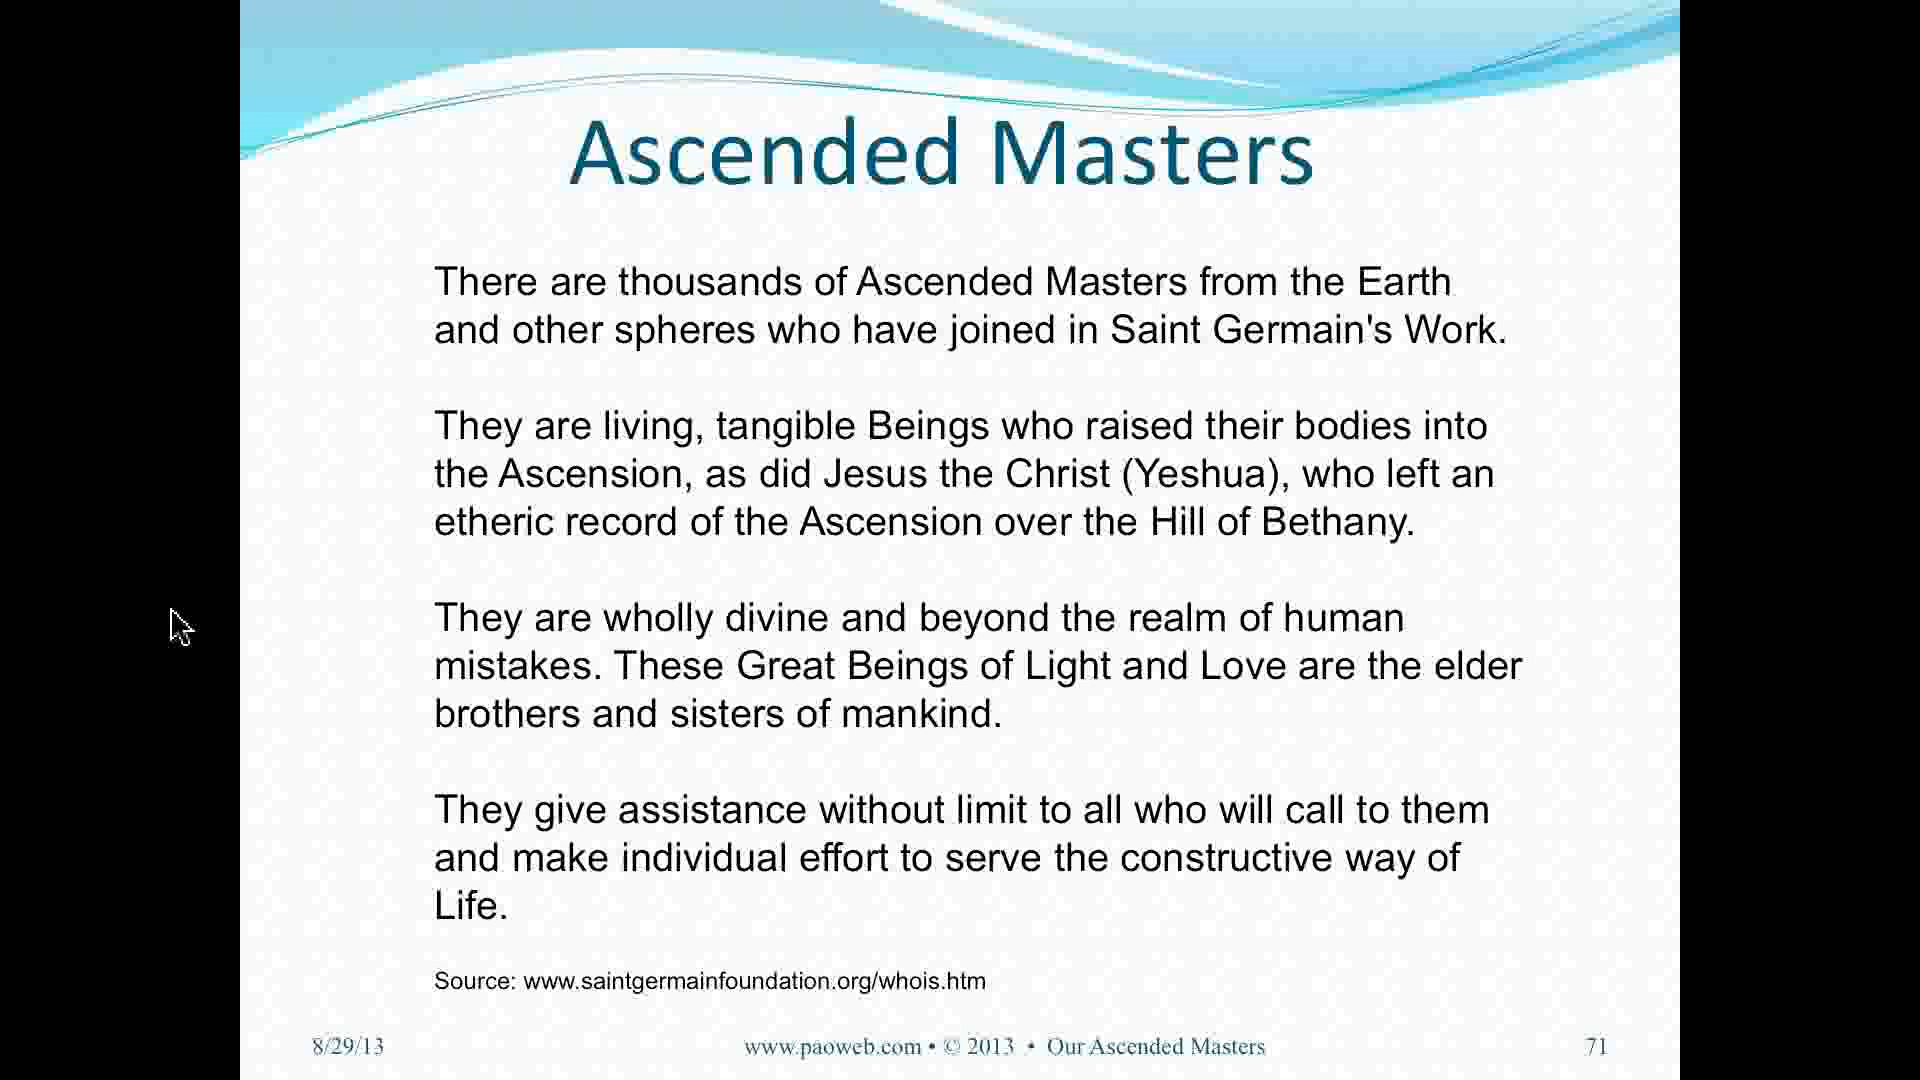 Ascended Masters
There are thousands of Ascended Masters from the Earth
and other spheres who have joined in Saint Germain's Work.
They are living, tangible Beings who raised their bodies into
the Ascension, as did Jesus the Christ (Yeshua), who left an
etheric record of the Ascension over the Hill of Bethany.
They are wholly divine and beyond the realm of human
mistakes. These Great Beings of Light and Love are the elder
brothers and sisters of mankind.
They give assistance without limit to all who will call to them
and make individual effort to serve the constructive way of
Life.
Source: www.saintgermainfoundation.org/whois.htm
8/29/13 www.paoweb.com • © 2013 • Our Ascended Masters 71